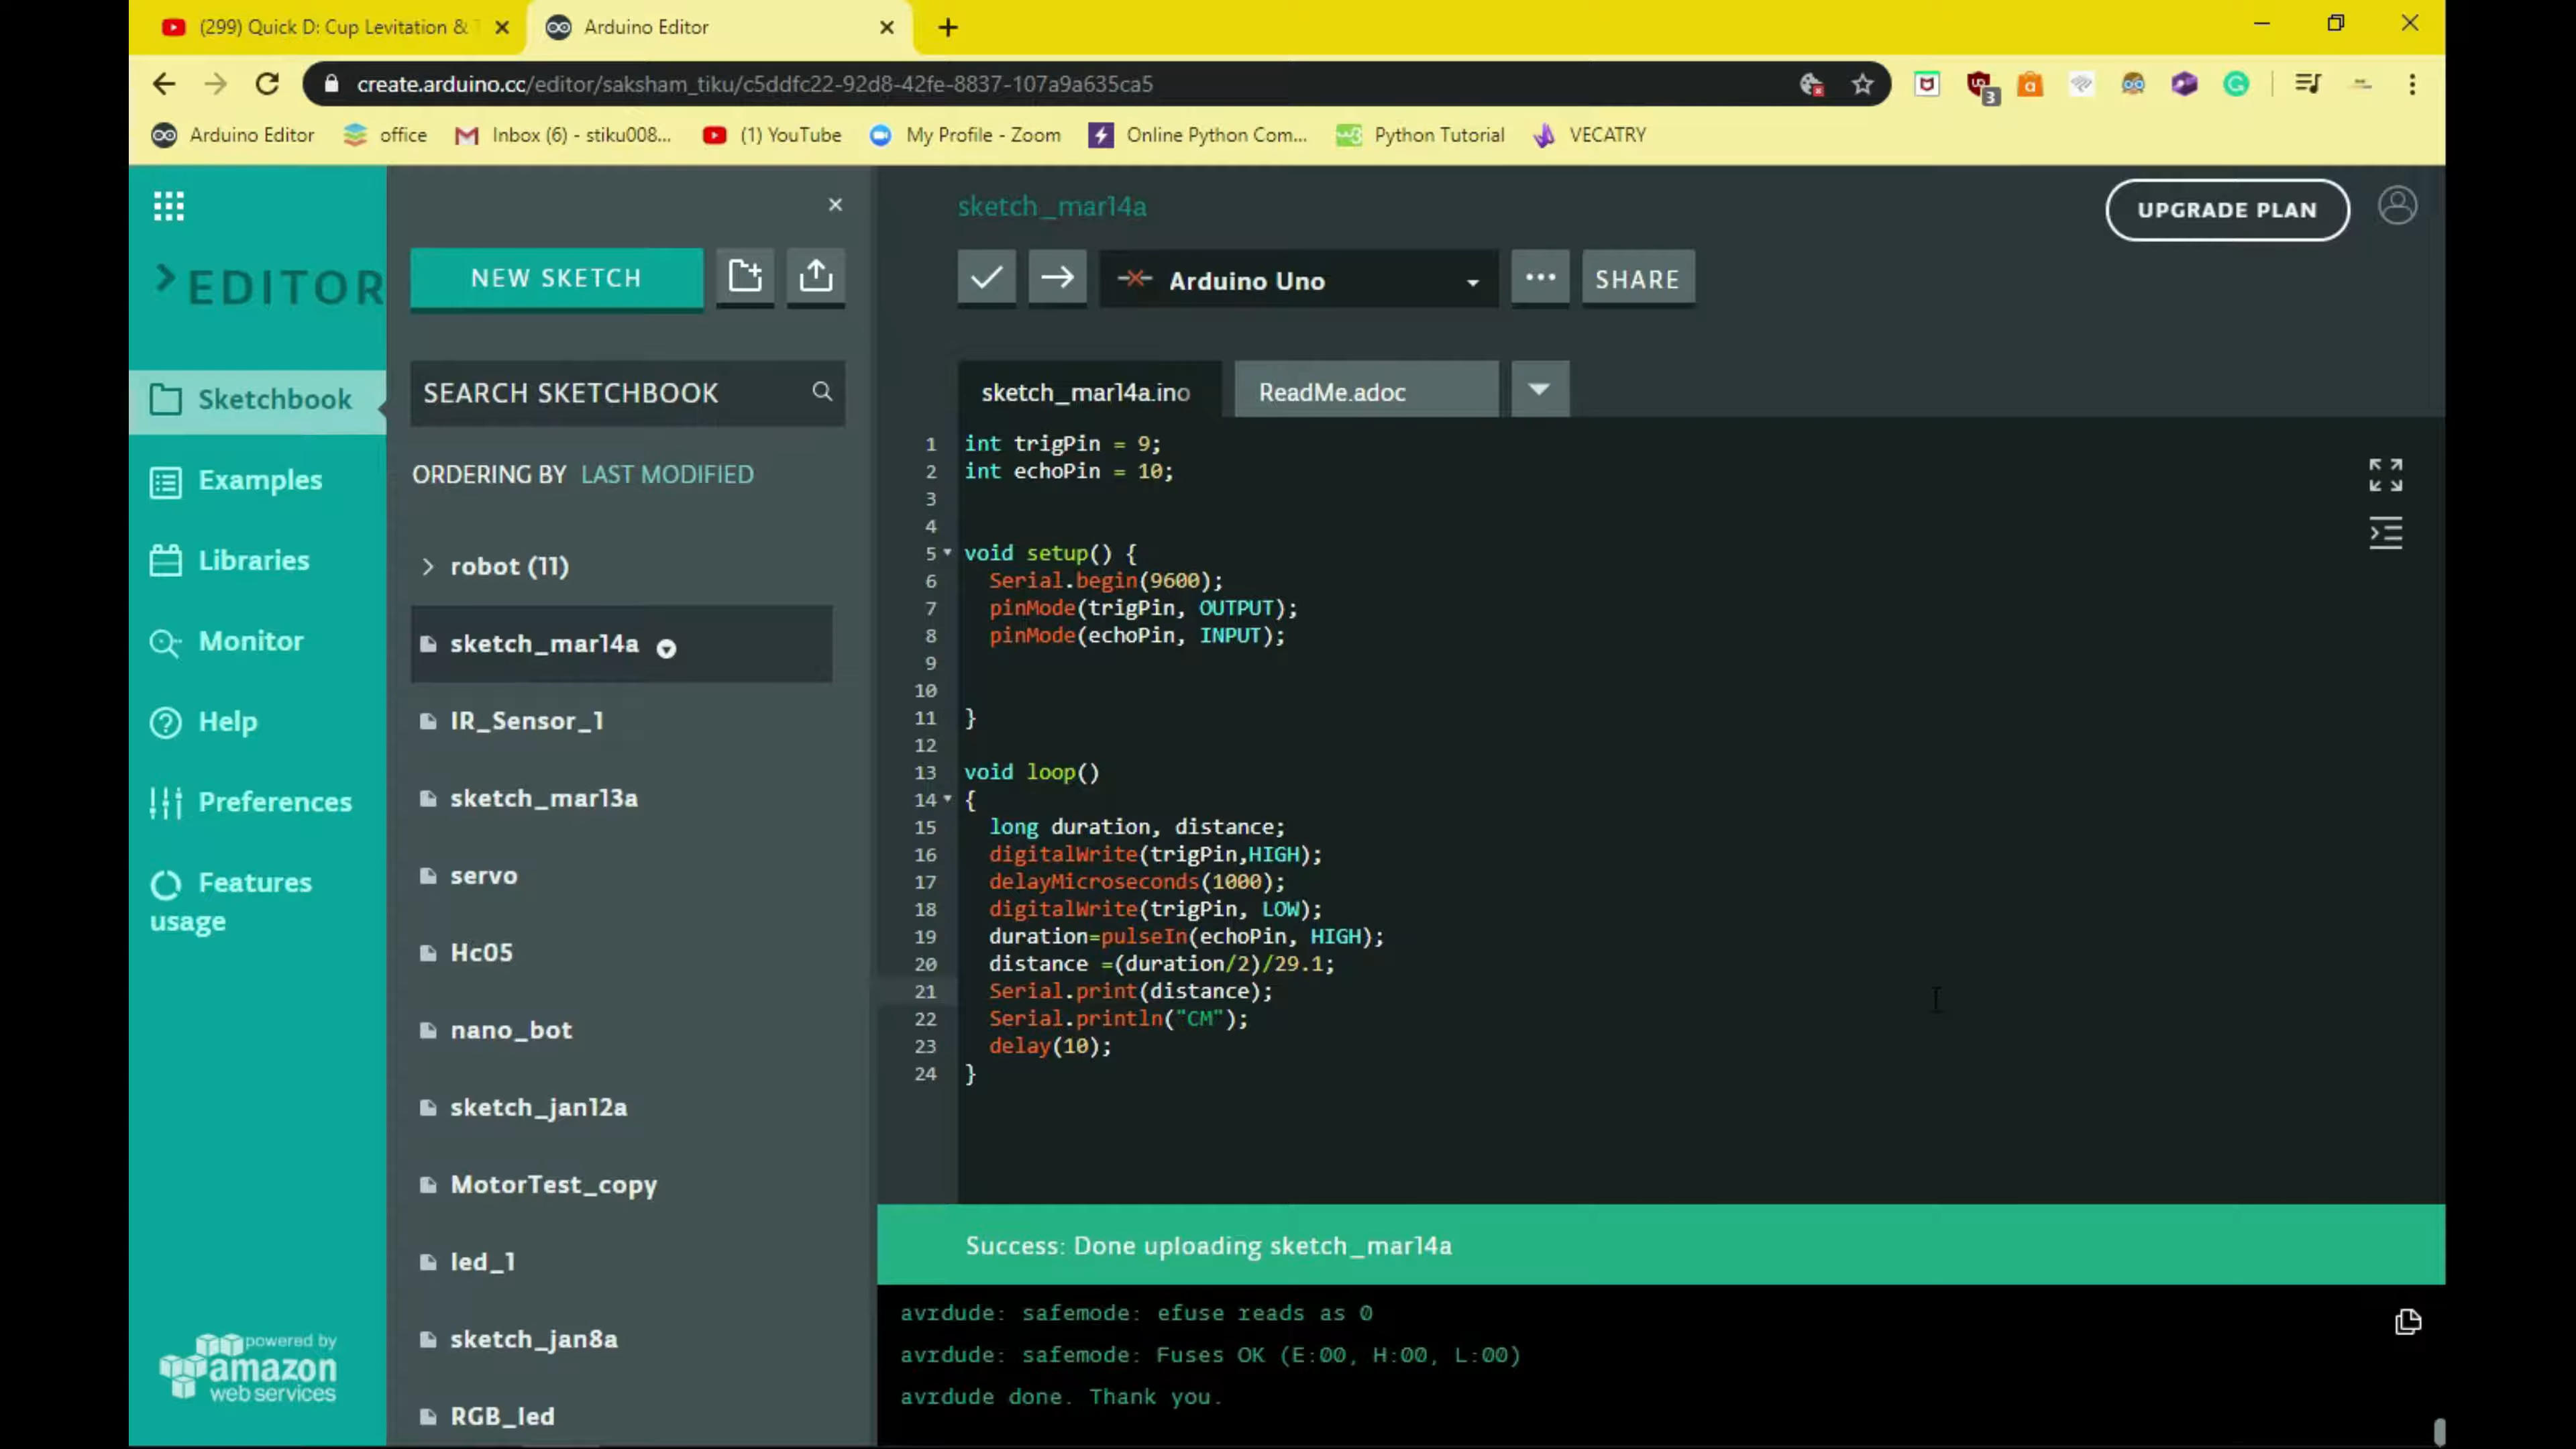 (299) Quick D: Cup Levitation &
Arduino Editor
create.arduino.cc/editor/saksham_tiku/c5ddfc22-92d8-42fe-8837-107a9a635ca5
3
Arduino Editor
office
Inbox (6) - stiku008...
(1) YouTube
My Profile - Zoom
Online Python Com...
Python Tutorial
VECATRY
EDITOR
Sketchbook
Examples
Libraries
Monitor
Help
Preferences
Features
usage
powered by
amazon
web services
NEW SKETCH
SEARCH SKETCHBOOK
ORDERING BY LAST MODIFIED
robot (11)
sketch_mar14a
IR_Sensor_1
sketch_mar13a
servo
Hc05
nano_bot
sketch_jan12a
MotorTest_copy
led_1
sketch_jan8a
RGB_led
sketch_mar14a
UPGRADE PLAN
Arduino Uno
SHARE
sketch_mar14a.ino
ReadMe.adoc
1 int trigPin = 9;
2 int echoPin = 10;
3
4
5 void setup() {
6 Serial.begin(9600);
7 pinMode(trigPin, OUTPUT);
8 pinMode(echoPin, INPUT);
9
10
11 }
12
13 void loop()
14 {
15 long duration, distance;
16 digitalWrite(trigPin,HIGH);
17 delayMicroseconds(1000);
18 digitalWrite(trigPin, LOW);
19 duration=pulseIn(echoPin, HIGH);
20 distance =(duration/2)/29.1;
21 Serial.print(distance);
22 Serial.println("CM");
23 delay(10);
24 }
Success: Done uploading sketch_mar14a
avrdude: safemode: efuse reads as 0
avrdude: safemode: Fuses OK (E:00, H:00, L:00)
avrdude done. Thank you.